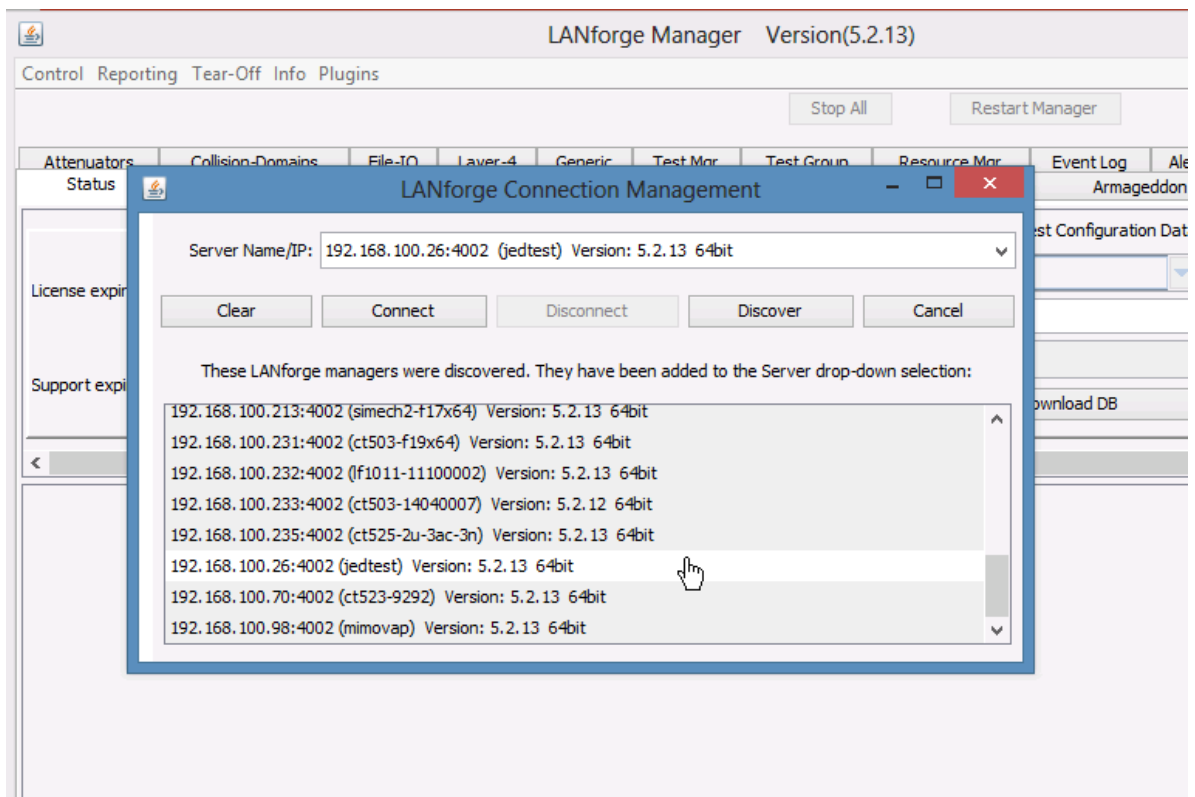 LANforge Manager Version(5.2.13)
Control Reporting Tear-Off Info Plugins
Stop All Restart Manager
Attenuators Collision-Domains File-IO Layer-4 Generic Test Mgr Test Group Resource Mgr Event Log
Status Armageddon
LANforge Connection Management
Configuration
Server Name/IP: 192.168.100.26:4002 (jedtest) Version: 5.2.13 64bit
License
Clear Connect Disconnect Discover Cancel
These LANforge managers were discovered. They have been added to the Server drop-down selection:
Support
DB
192.168.100.213:4002 (simech2-f17x64) Version: 5.2.13 64bit
192.168.100.231:4002 (ct503-f19x64) Version: 5.2.13 64bit
192.168.100.232:4002 (lf1011-11100002) Version: 5.2.13 64bit
192.168.100.233:4002 (ct503-14040007) Version: 5.2.12 64bit
192.168.100.235:4002 (ct525-2u-3ac-3n) Version: 5.2.13 64bit
192.168.100.26:4002 (jedtest) Version: 5.2.13 64bit
192.168.100.70:4002 (ct523-9292) Version: 5.2.13 64bit
192.168.100.98:4002 (mimovap) Version: 5.2.13 64bit